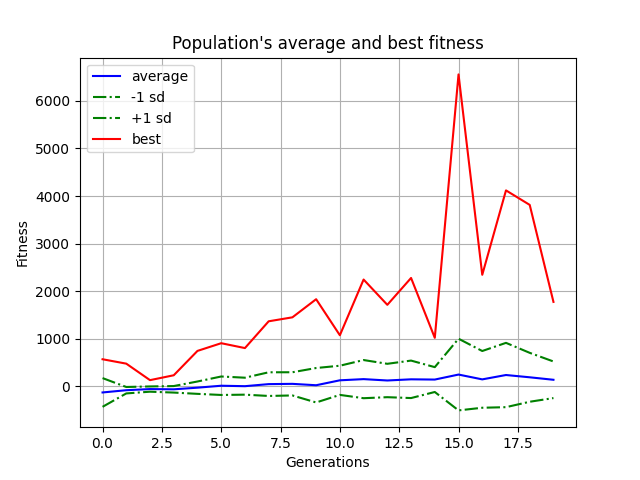 Population's average and best fitness
average
-1 sd
+1 sd
best
6000
5000
4000
3000
2000
1000
0
Fitness
0.0 2.5 5.0 7.5 10.0 12.5 15.0 17.5
Generations